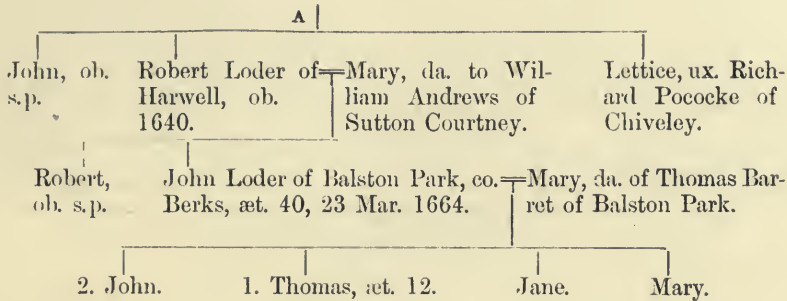 A
John, ob. s.p.
Robert Loder of Harwell, ob. 1640.
Mary, da. to William Andrews of Sutton Courtney.
Lettice, ux. Richard Pococke of Chiveley.
Robert, ob. s.p.
John Loder of Balston Park, co. Berks, æt. 40, 23 Mar. 1664.
Mary, da. of Thomas Barret of Balston Park.
2. John. 1. Thomas, æt. 12. Jane. Mary.